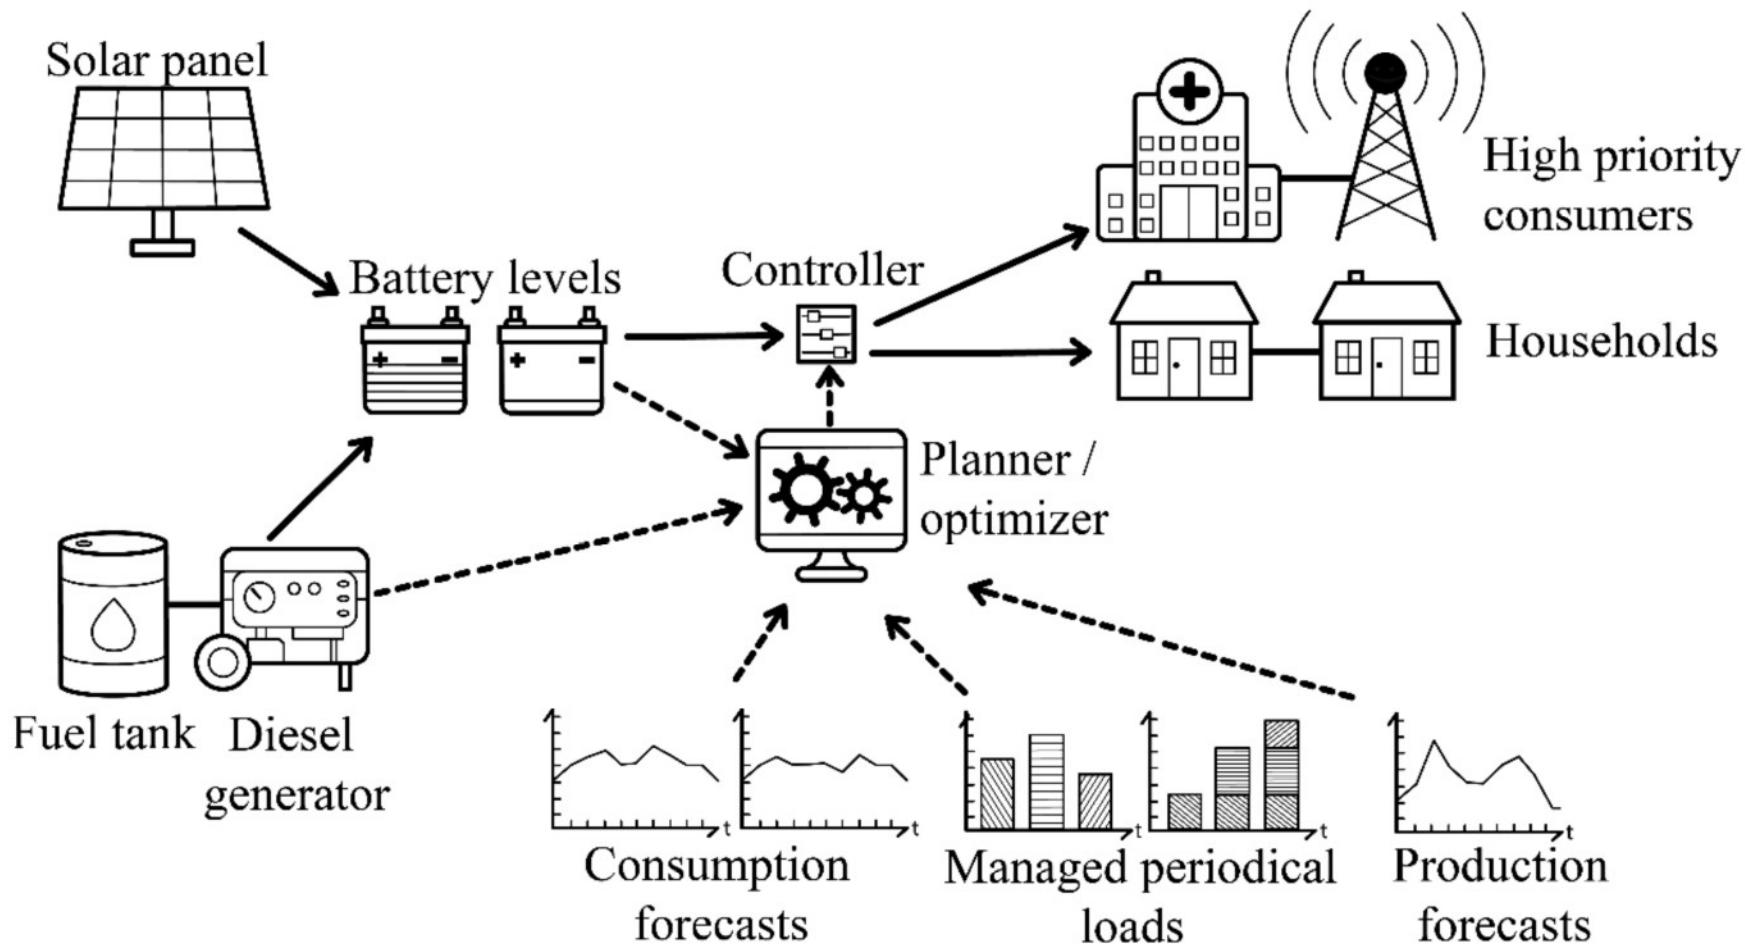 Solar panel
Battery levels
Controller
High priority
consumers
Households
Planner /
optimizer
Fuel tank
Diesel
generator
t
t
t
t
t
Consumption
forecasts
Managed periodical
loads
Production
forecasts